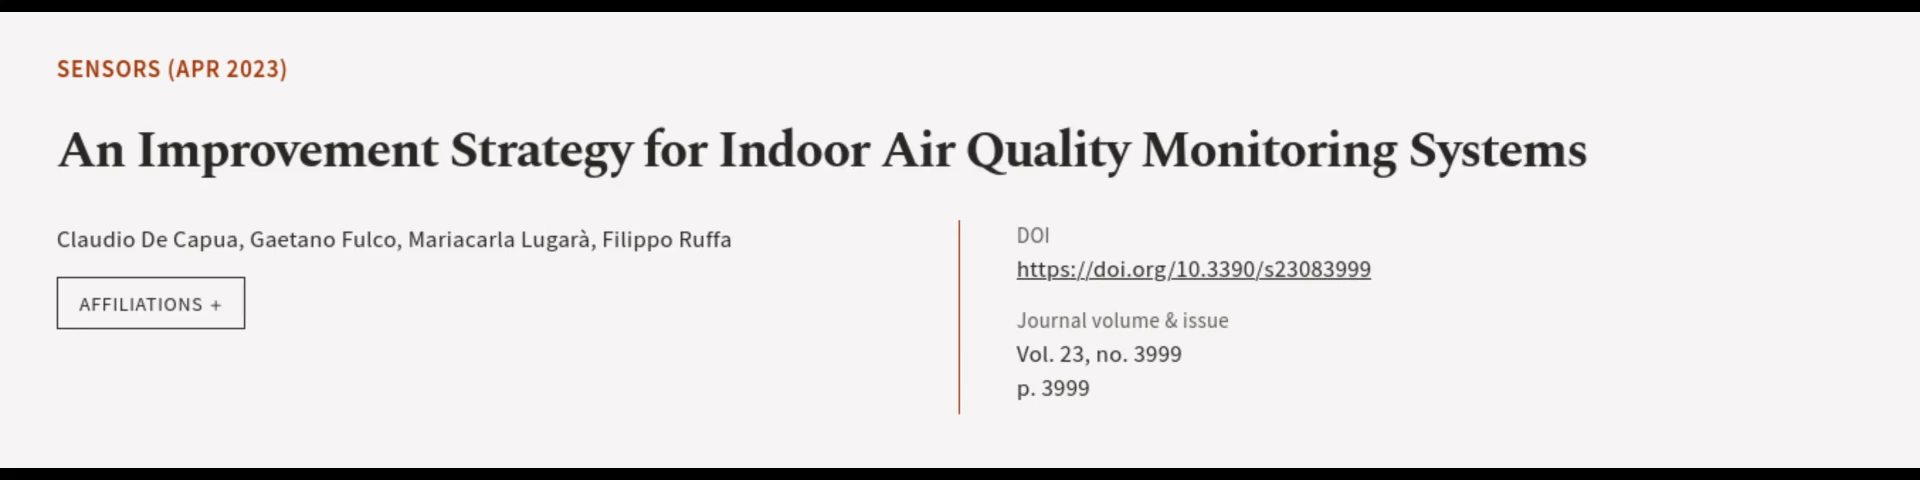 SENSORS (APR 2023)
An Improvement Strategy for Indoor Air Quality Monitoring Systems
Claudio De Capua, Gaetano Fulco, Mariacarla Lugarà, Filippo Ruffa
AFFILIATIONS +
DOI
https://doi.org/10.3390/s23083999
Journal volume & issue
Vol. 23, no. 3999
p. 3999